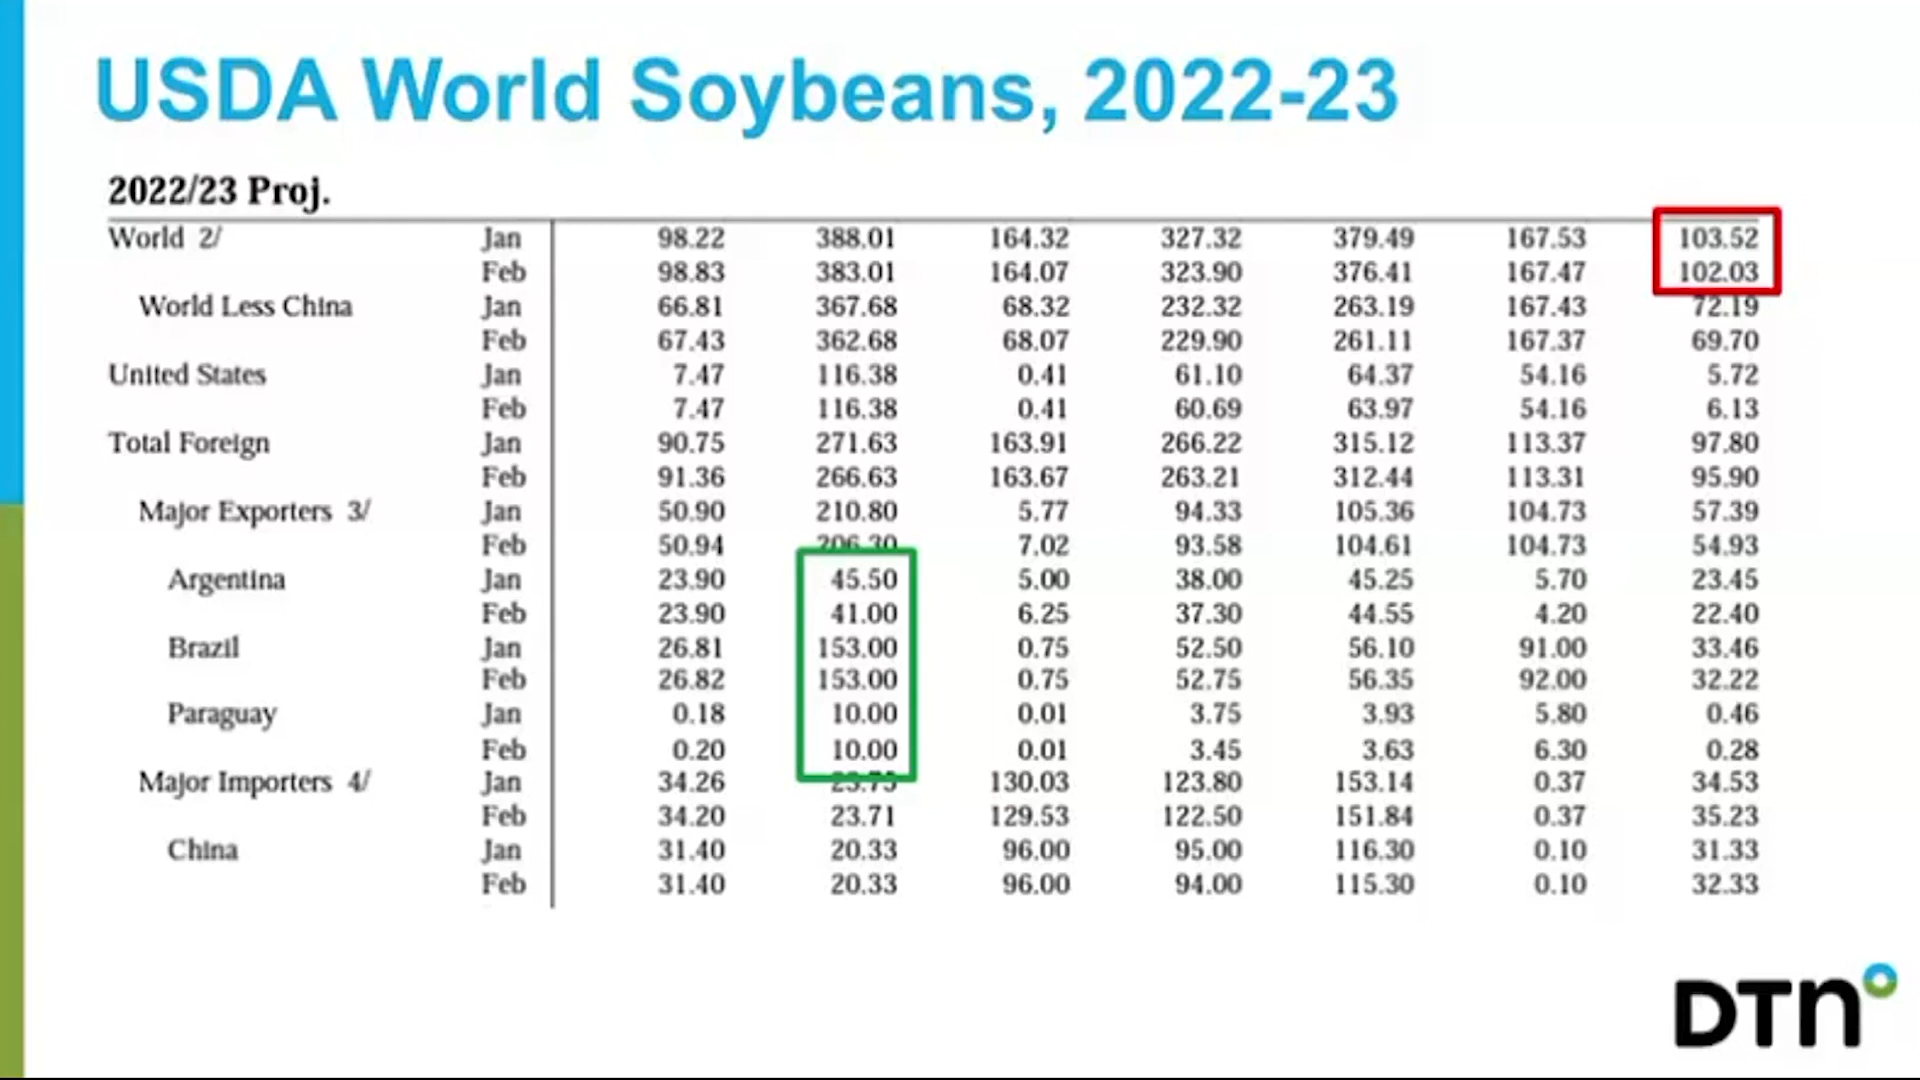 USDA World Soybeans, 2022-23
2022/23 Proj.
World 2/ Jan 98.22 388.01 164.32 327.32 379.49 167.53 103.52
Feb 98.83 383.01 164.07 323.90 376.41 167.47 102.03
World Less China Jan 66.81 367.68 68.32 232.32 263.19 167.43 72.19
Feb 67.43 362.68 68.07 229.90 261.11 167.37 69.70
United States Jan 7.47 116.38 0.41 61.10 64.37 54.16 5.72
Feb 7.47 116.38 0.41 60.69 63.97 54.16 6.13
Total Foreign Jan 90.75 271.63 163.91 266.22 315.12 113.37 97.80
Feb 91.36 266.63 163.67 263.21 312.44 113.31 95.90
Major Exporters 3/ Jan 50.90 210.80 5.77 94.33 105.36 104.73 57.39
Feb 50.94 206.30 7.02 93.58 104.61 104.73 54.93
Argentina Jan 23.90 45.50 5.00 38.00 45.25 5.70 23.45
Feb 23.90 41.00 6.25 37.30 44.55 4.20 22.40
Brazil Jan 26.81 153.00 0.75 52.50 56.10 91.00 33.46
Feb 26.82 153.00 0.75 52.75 56.35 92.00 32.22
Paraguay Jan 0.18 10.00 0.01 3.75 3.93 5.80 0.46
Feb 0.20 10.00 0.01 3.45 3.63 6.30 0.28
Major Importers 4/ Jan 34.26 23.75 130.03 123.80 153.14 0.37 34.53
Feb 34.20 23.71 129.53 122.50 151.84 0.37 35.23
China Jan 31.40 20.33 96.00 95.00 116.30 0.10 31.33
Feb 31.40 20.33 96.00 94.00 115.30 0.10 32.33
DTN